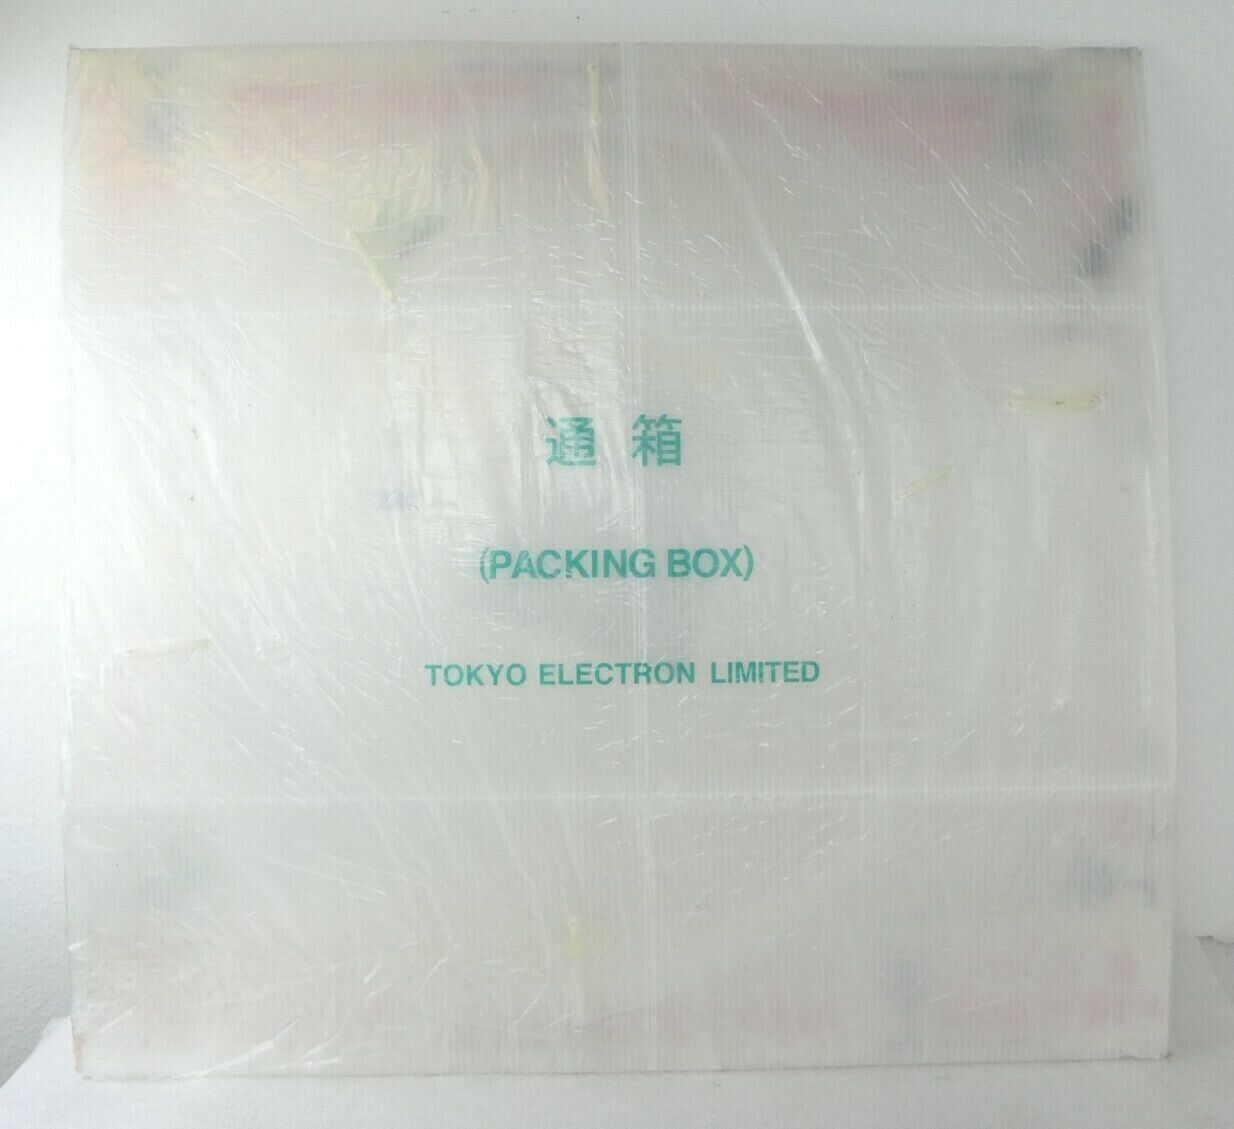 通 箱
(PACKING BOX)
TOKYO ELECTRON LIMITED